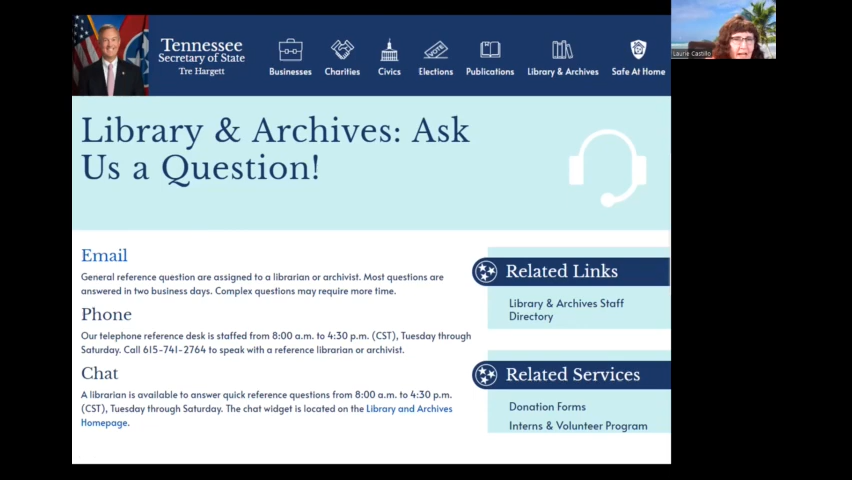 Tennessee
Secretary of State
Tre Hargett
Businesses
Charities
Civics
Elections
Publications
Library & Archives
Safe At Home
Laurie Castillo
Library & Archives: Ask
Us a Question!
Email
General reference question are assigned to a librarian or archivist. Most questions are
answered in two business days. Complex questions may require more time.
Phone
Our telephone reference desk is staffed from 8:00 a.m. to 4:30 p.m. (CST), Tuesday through
Saturday. Call 615-741-2764 to speak with a reference librarian or archivist.
Chat
A librarian is available to answer quick reference questions from 8:00 a.m. to 4:30 p.m.
(CST), Tuesday through Saturday. The chat widget is located on the Library and Archives
Homepage.
Related Links
Library & Archives Staff
Directory
Related Services
Donation Forms
Interns & Volunteer Program